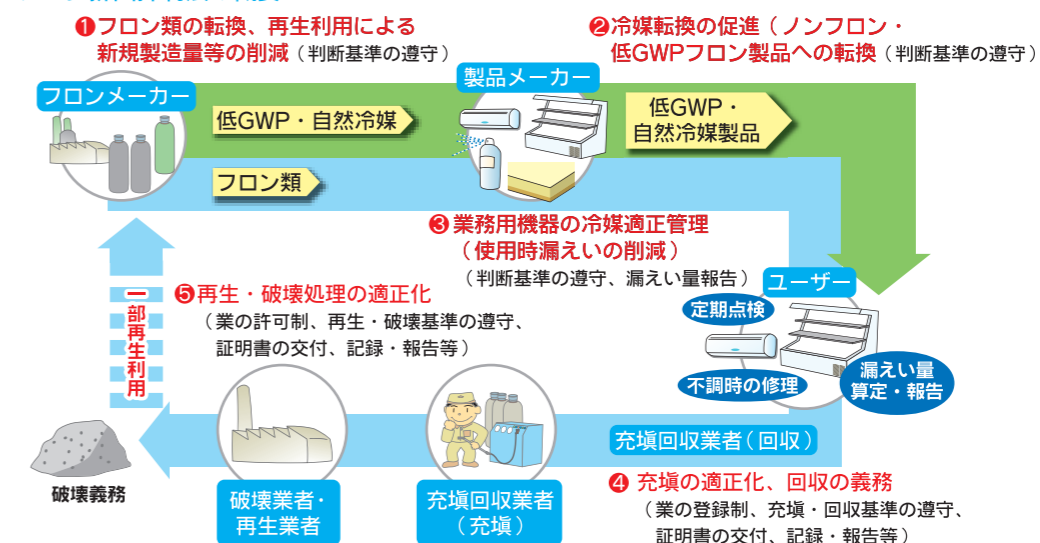 ❶フロン類の転換、再生利用による
新規製造量等の削減（判断基準の遵守）
❷冷媒転換の促進（ノンフロン・
低GWPフロン製品への転換（判断基準の遵守）
フロンメーカー
製品メーカー
低GWP・自然冷媒
低GWP・
自然冷媒製品
フロン類
❸業務用機器の冷媒適正管理
（使用時漏えいの削減）
（判断基準の遵守、漏えい量報告）
ユーザー
定期点検
不調時の修理
漏えい量
算定・報告
❺再生・破壊処理の適正化
（業の許可制、再生・破壊基準の遵守、
証明書の交付、記録・報告等）
一部再生利用
破壊義務
破壊業者・
再生業者
充塡回収業者
（充塡）
充塡回収業者（回収）
❹ 充塡の適正化、回収の義務
（業の登録制、充塡・回収基準の遵守、
証明書の交付、記録・報告等）